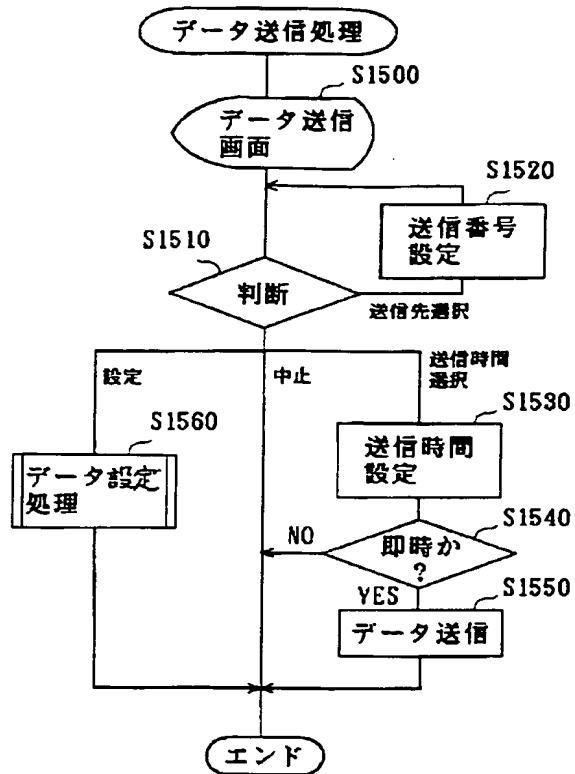 データ送信処理
S1500
データ送信
画面
S1520
送信番号
設定
S1510
判断
送信先選択
設定
中止
送信時間
選択
S1560
データ設定
処理
S1530
送信時間
設定
S1540
即時か
?
NO
YES
S1550
データ送信
エンド